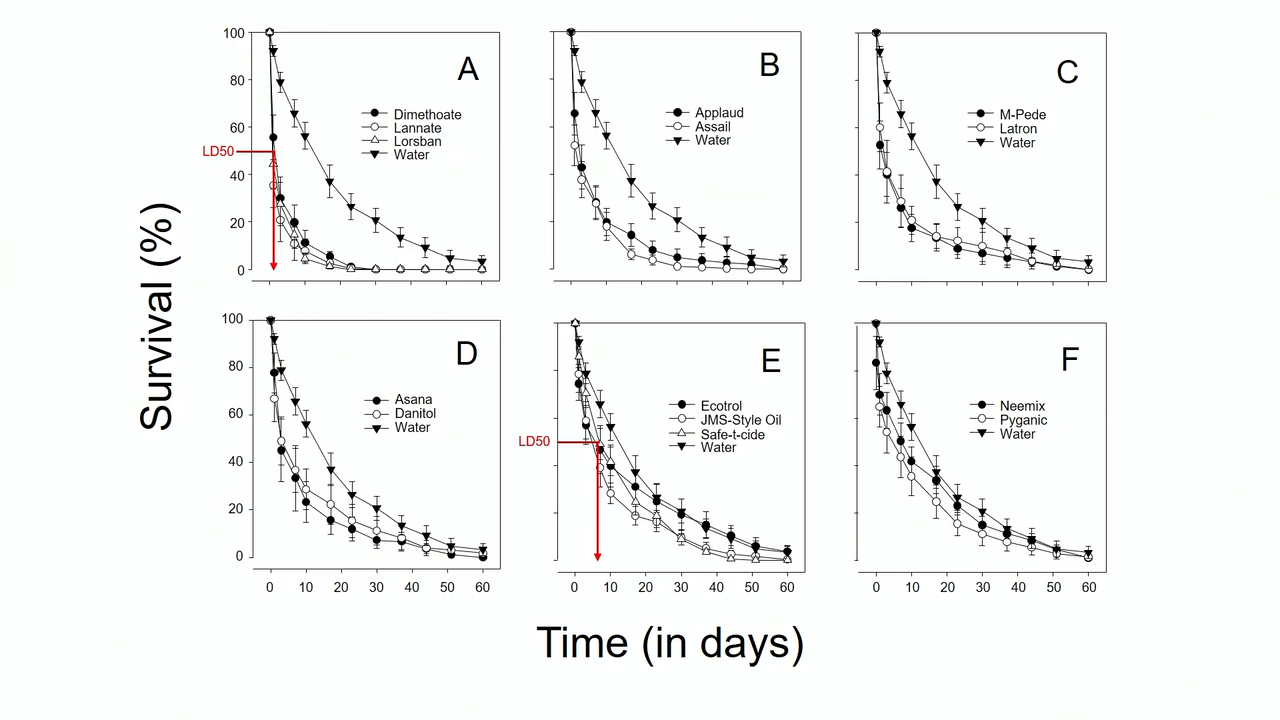 Survival (%)
100
80
60
40
20
0
LD50
A
Dimethoate
Lannate
Lorsban
Water
B
Applaud
Assail
Water
C
M-Pede
Latron
Water
100
80
60
40
20
0
D
Asana
Danitol
Water
0 10 20 30 40 50 60
LD50
E
Ecotrol
JMS-Style Oil
Safe-t-cide
Water
0 10 20 30 40 50 60
F
Neemix
Pyganic
Water
0 10 20 30 40 50 60
Time (in days)